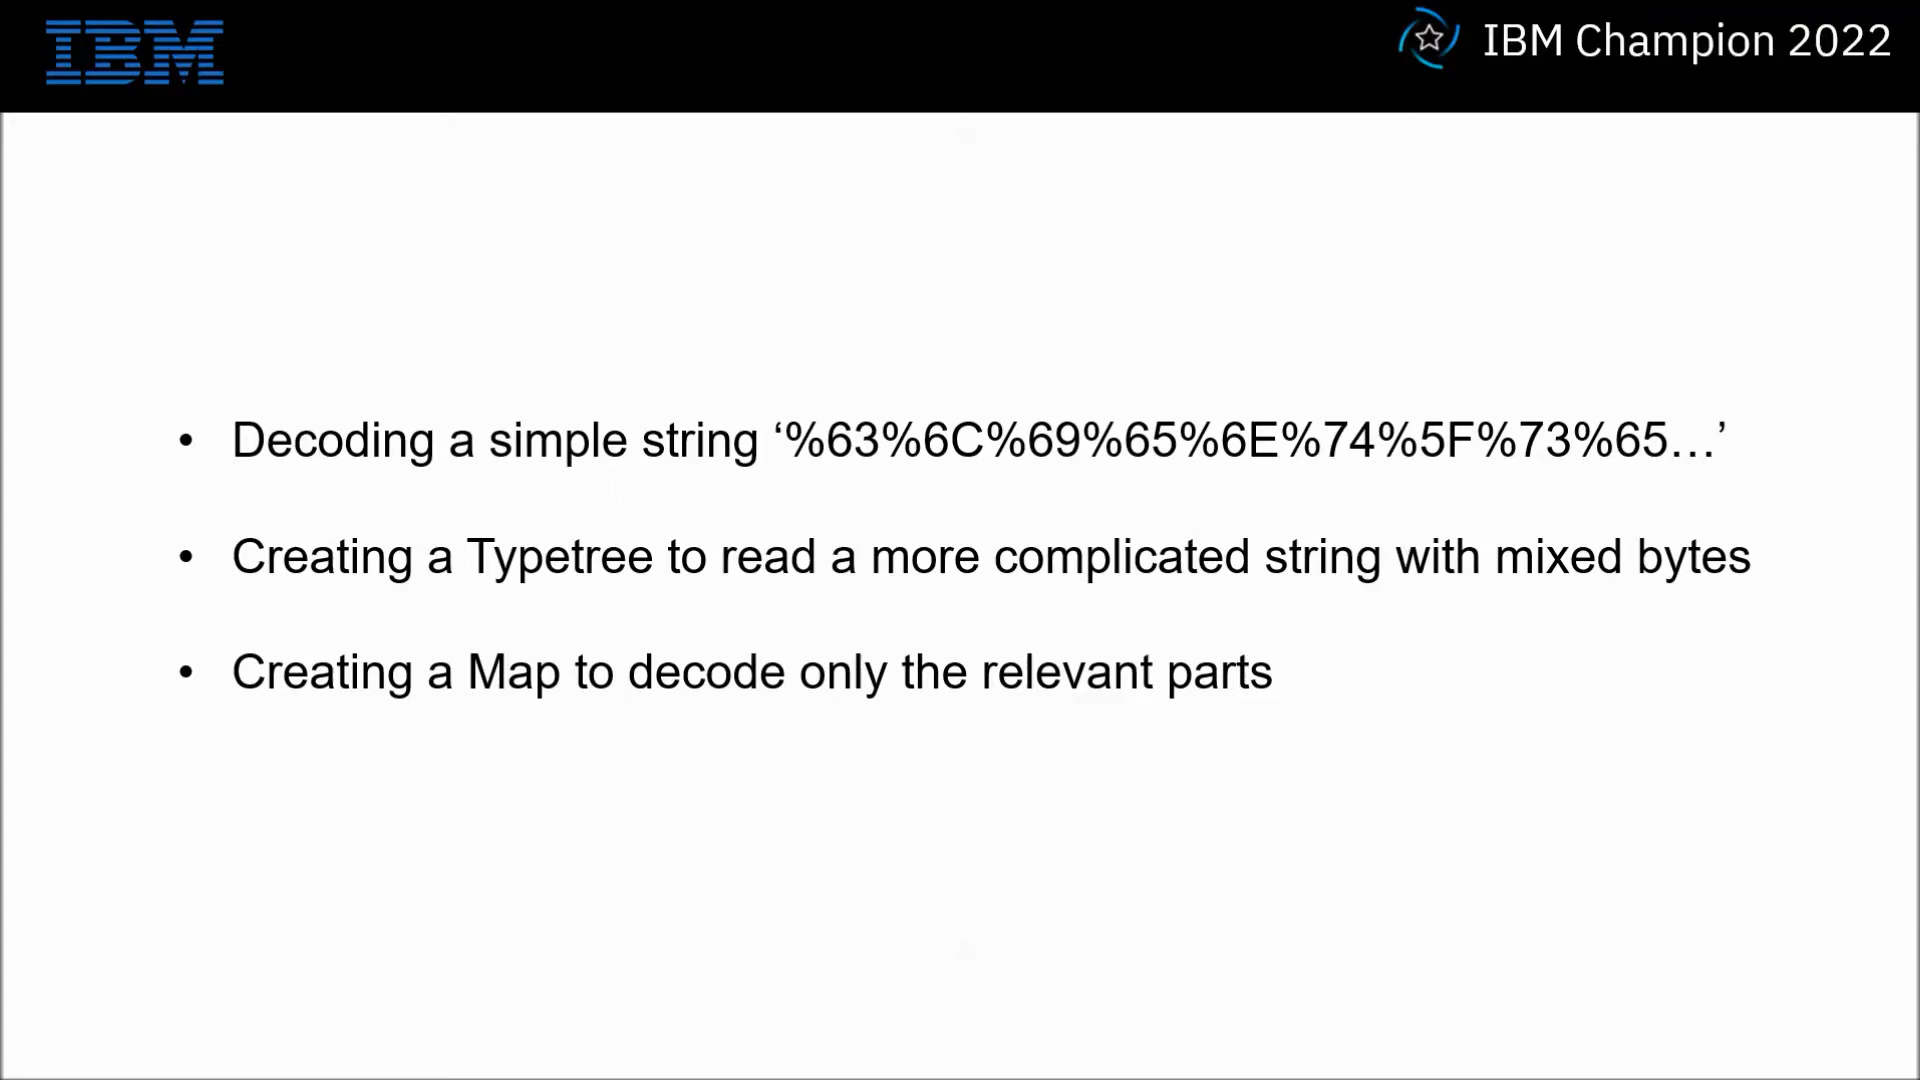 IBM
IBM Champion 2022
• Decoding a simple string ‘%63%6C%69%65%6E%74%5F%73%65…’
• Creating a Typetree to read a more complicated string with mixed bytes
• Creating a Map to decode only the relevant parts